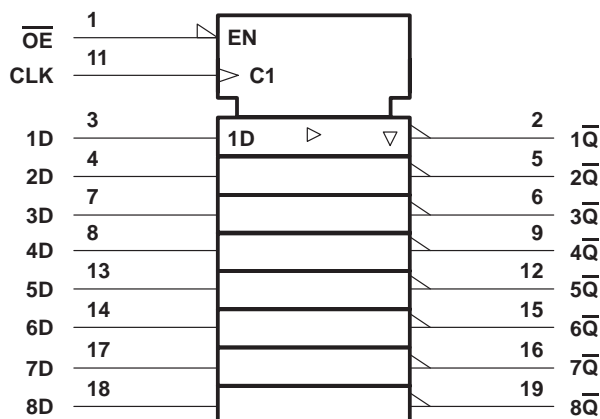 1
O̅E̅ EN
11
CLK C1
3 2
1D 1D 1Q̅
4 5
2D 2Q̅
7 6
3D 3Q̅
8 9
4D 4Q̅
13 12
5D 5Q̅
14 15
6D 6Q̅
17 16
7D 7Q̅
18 19
8D 8Q̅